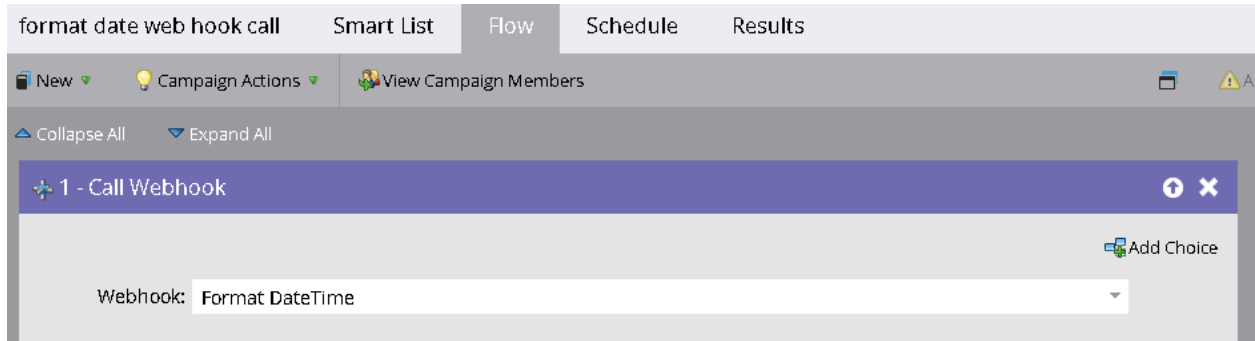 format date web hook call Smart List Flow Schedule Results
New Campaign Actions View Campaign Members A
Collapse All Expand All
1 - Call Webhook
Add Choice
Webhook: Format DateTime